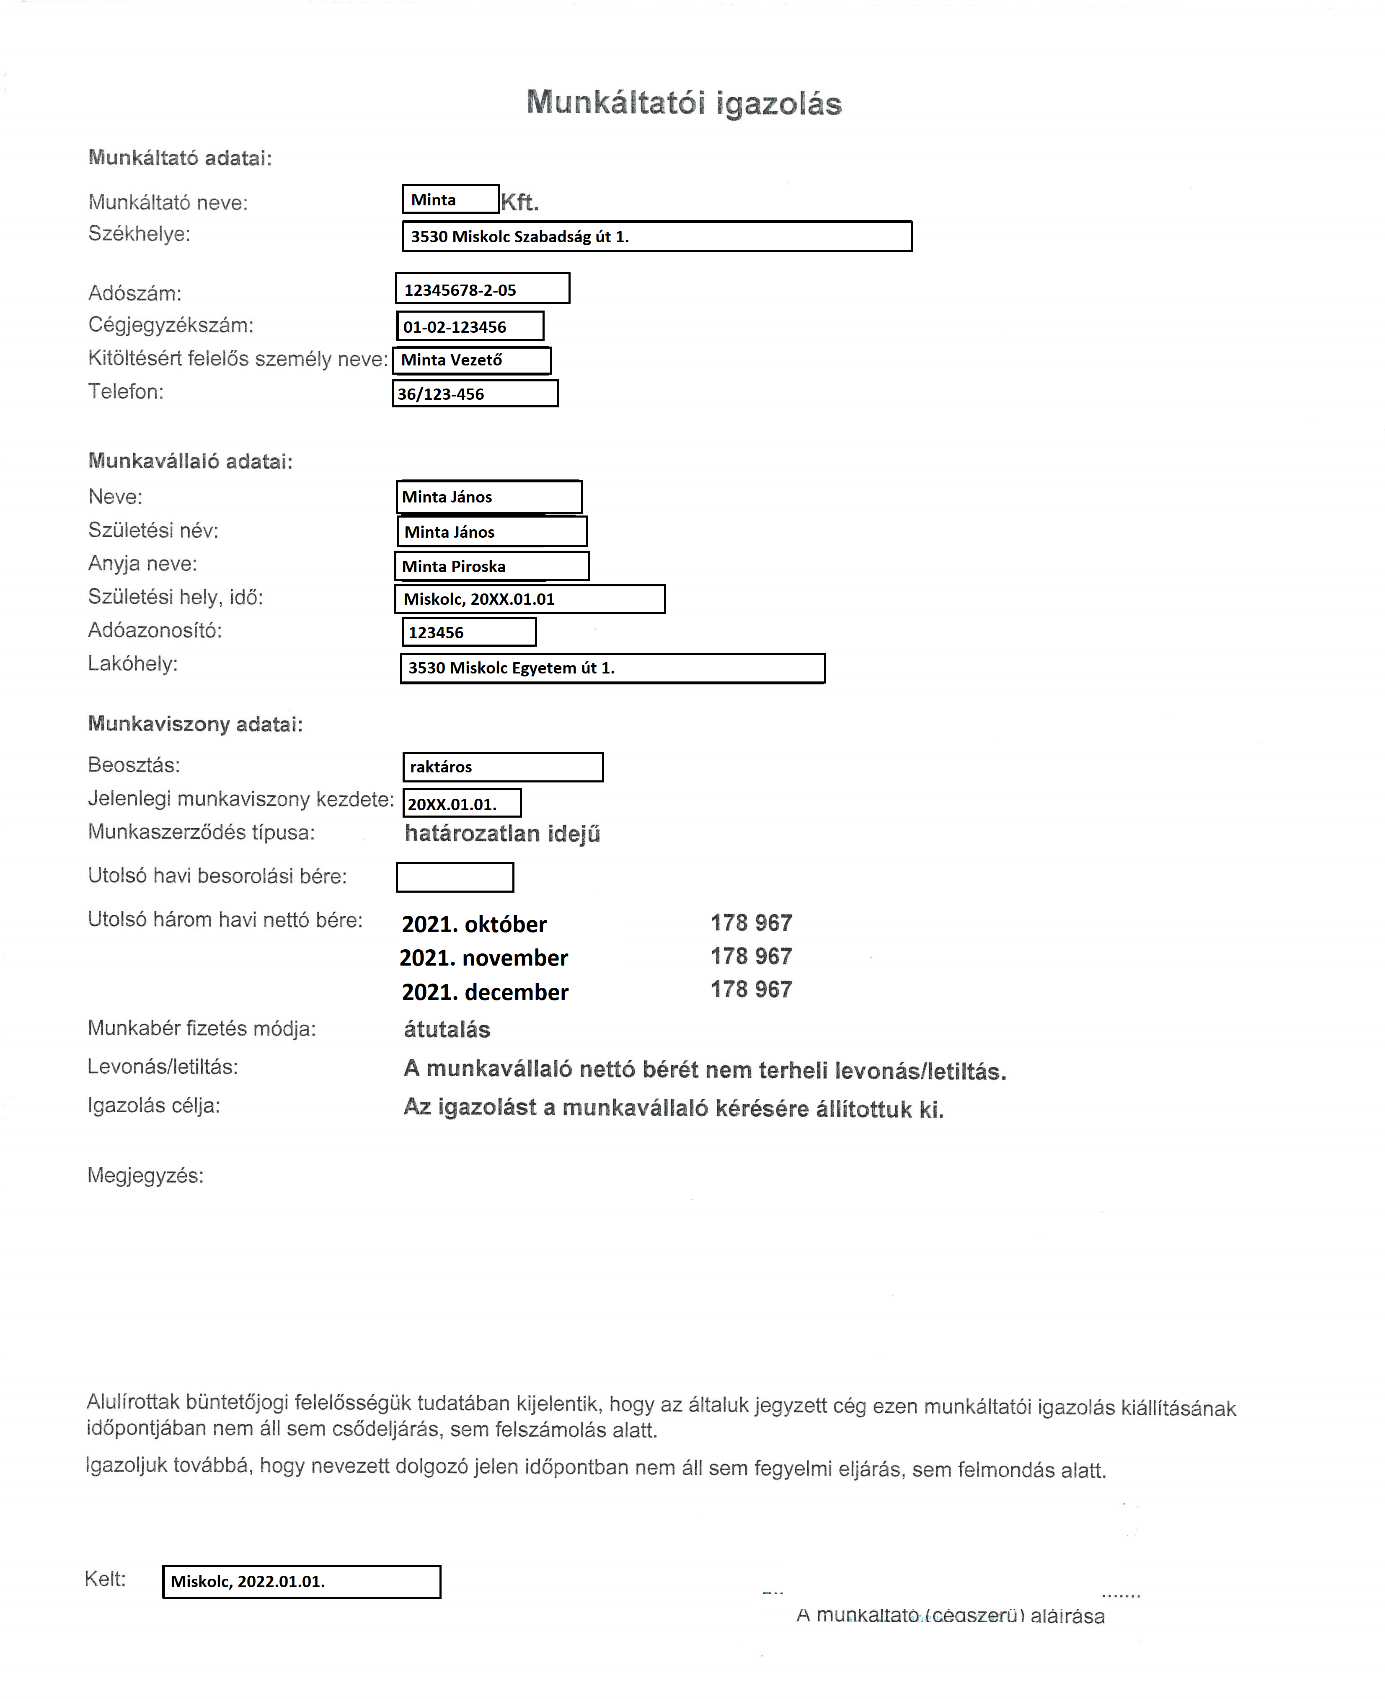 Munkáltatói igazolás
Munkáltató adatai:
Munkáltató neve: Minta Kft.
Székhelye: 3530 Miskolc Szabadság út 1.
Adószám: 12345678-2-05
Cégjegyzékszám: 01-02-123456
Kitöltésért felelős személy neve: Minta Vezető
Telefon: 36/123-456
Munkavállaló adatai:
Neve: Minta János
Születési név: Minta János
Anyja neve: Minta Piroska
Születési hely, idő: Miskolc, 20XX.01.01
Adóazonosító: 123456
Lakóhely: 3530 Miskolc Egyetem út 1.
Munkaviszony adatai:
Beosztás: raktáros
Jelenlegi munkaviszony kezdete: 20XX.01.01.
Munkaszerződés típusa: határozatlan idejű
Utolsó havi besorolási bére:
Utolsó három havi nettó bére: 2021. október 178 967
2021. november 178 967
2021. december 178 967
Munkabér fizetés módja: átutalás
Levonás/letiltás: A munkavállaló nettó bérét nem terheli levonás/letiltás.
Igazolás célja: Az igazolást a munkavállaló kérésére állítottuk ki.
Megjegyzés:
Alulírottak büntetőjogi felelősségük tudatában kijelentik, hogy az általuk jegyzett cég ezen munkáltatói igazolás kiállításának
időpontjában nem áll sem csődeljárás, sem felszámolás alatt.
Igazoljuk továbbá, hogy nevezett dolgozó jelen időpontban nem áll sem fegyelmi eljárás, sem felmondás alatt.
Kelt: Miskolc, 2022.01.01.
A munkáltató (cégszerű) aláírása